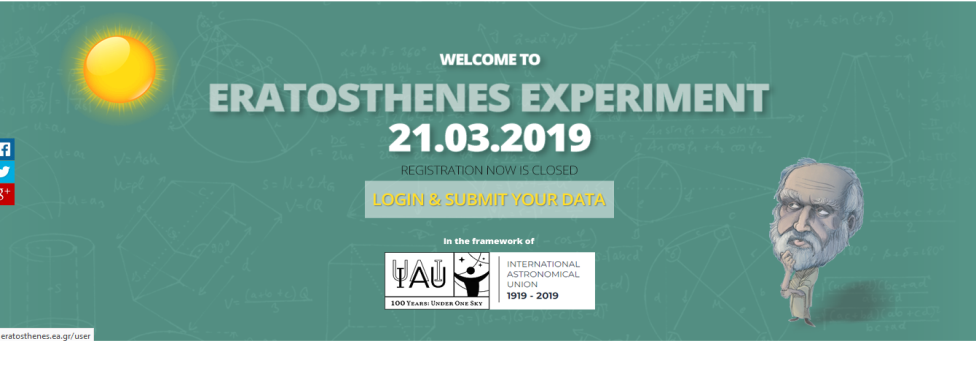 WELCOME TO
ERATOSTHENES EXPERIMENT
21.03.2019
REGISTRATION NOW IS CLOSED
LOGIN & SUBMIT YOUR DATA
In the framework of
IAU
100 YEARS: UNDER ONE SKY
INTERNATIONAL
ASTRONOMICAL
UNION
1919 - 2019
eratosthenes.ea.gr/user